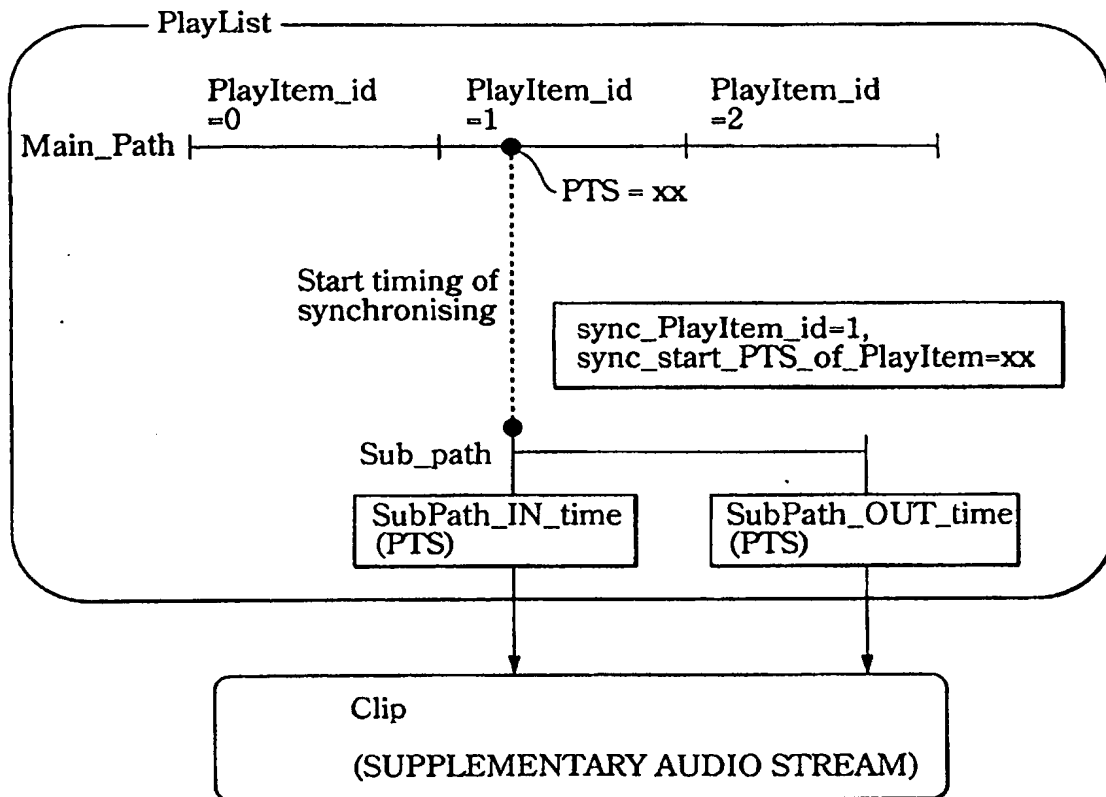 PlayList
PlayItem_id
=0
PlayItem_id
=1
PlayItem_id
=2
Main_Path
PTS = xx
Start timing of
synchronising
sync_PlayItem_id=1,
sync_start_PTS_of_PlayItem=xx
Sub_path
SubPath_IN_time
(PTS)
SubPath_OUT_time
(PTS)
Clip
(SUPPLEMENTARY AUDIO STREAM)